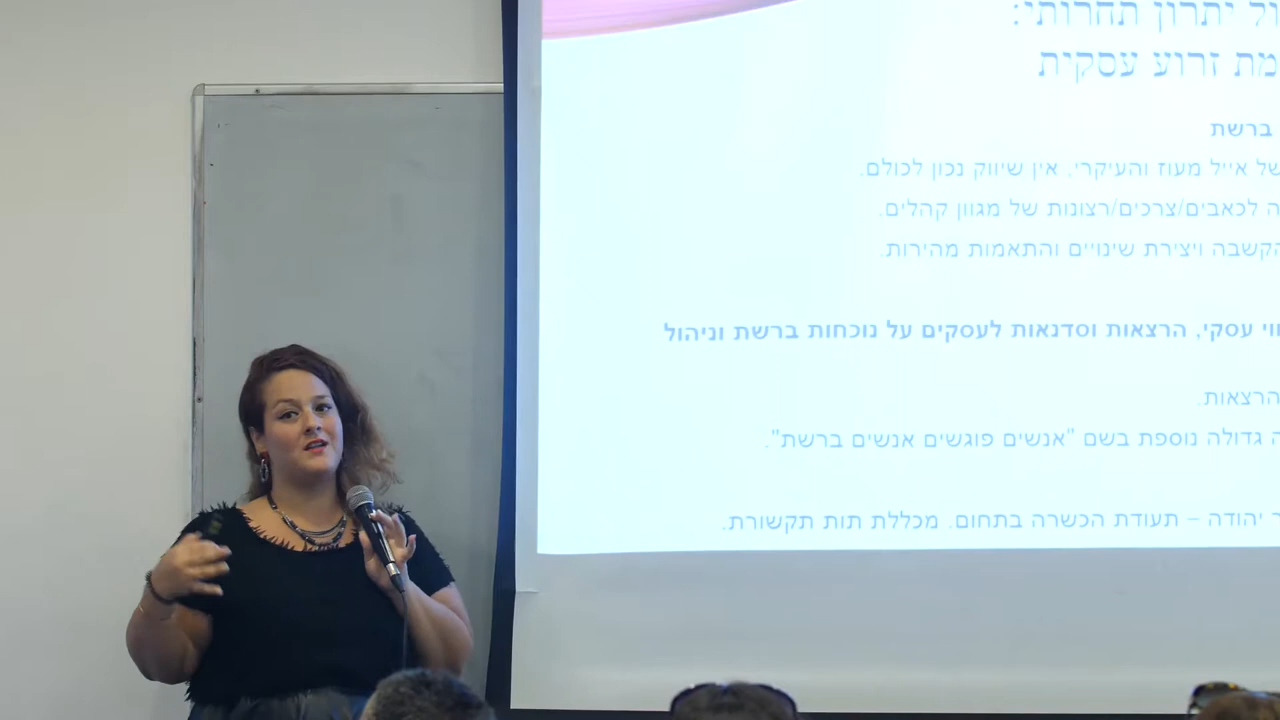 יתרון תחרותי:
זרוע עסקית
ברשת
של אייל מעוז והעיקרי. אין שיווק נכון לכולם.
לכאבים/צרכים/רצונות של מגוון קהלים.
הקשבה ויצירת שינויים והתאמות מהירות.
עסקי, הרצאות וסדנאות לעסקים על נוכחות ברשת וניהול
הרצאות.
גדולה נוספת בשם "אנשים פוגשים אנשים ברשת".
יהודה – תעודת הכשרה בתחום. מכללת תות תקשורת.